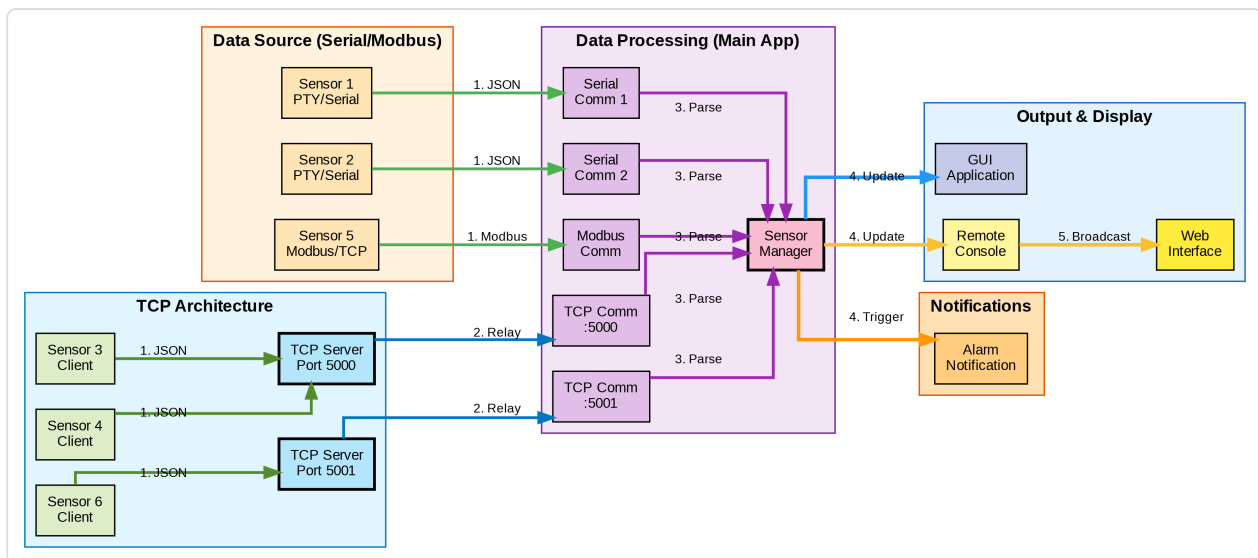 Data Source (Serial/Modbus)
Sensor 1
PTY/Serial
1. JSON
Sensor 2
PTY/Serial
1. JSON
Sensor 5
Modbus/TCP
1. Modbus
TCP Architecture
Sensor 3
Client
1. JSON
TCP Server
Port 5000
2. Relay
Sensor 4
Client
1. JSON
TCP Server
Port 5001
2. Relay
Sensor 6
Client
1. JSON
Data Processing (Main App)
Serial
Comm 1
3. Parse
Serial
Comm 2
3. Parse
Modbus
Comm
3. Parse
Sensor
Manager
TCP Comm
:5000
3. Parse
TCP Comm
:5001
3. Parse
Output & Display
4. Update
GUI
Application
4. Update
Remote
Console
5. Broadcast
Web
Interface
Notifications
4. Trigger
Alarm
Notification